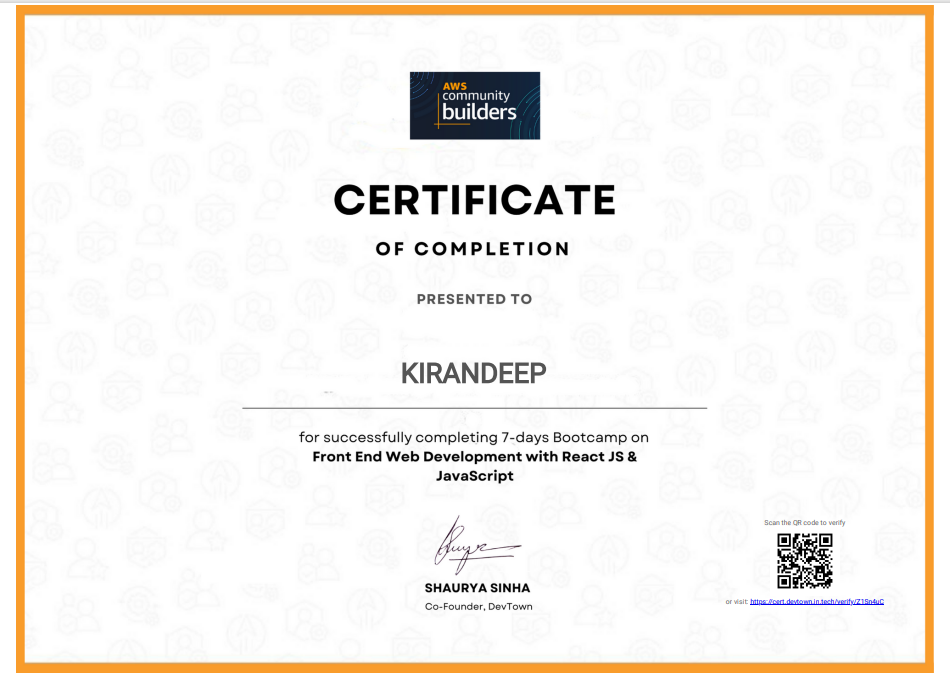 AWS
community
builders
CERTIFICATE
OF COMPLETION
PRESENTED TO
KIRANDEEP
for successfully completing 7-days Bootcamp on
Front End Web Development with React JS &
JavaScript
SHAURYA SINHA
Co-Founder, DevTown
Scan the QR code to verify
or visit: https://cert.devtown.in.tech/verify/Z1Sn4uC